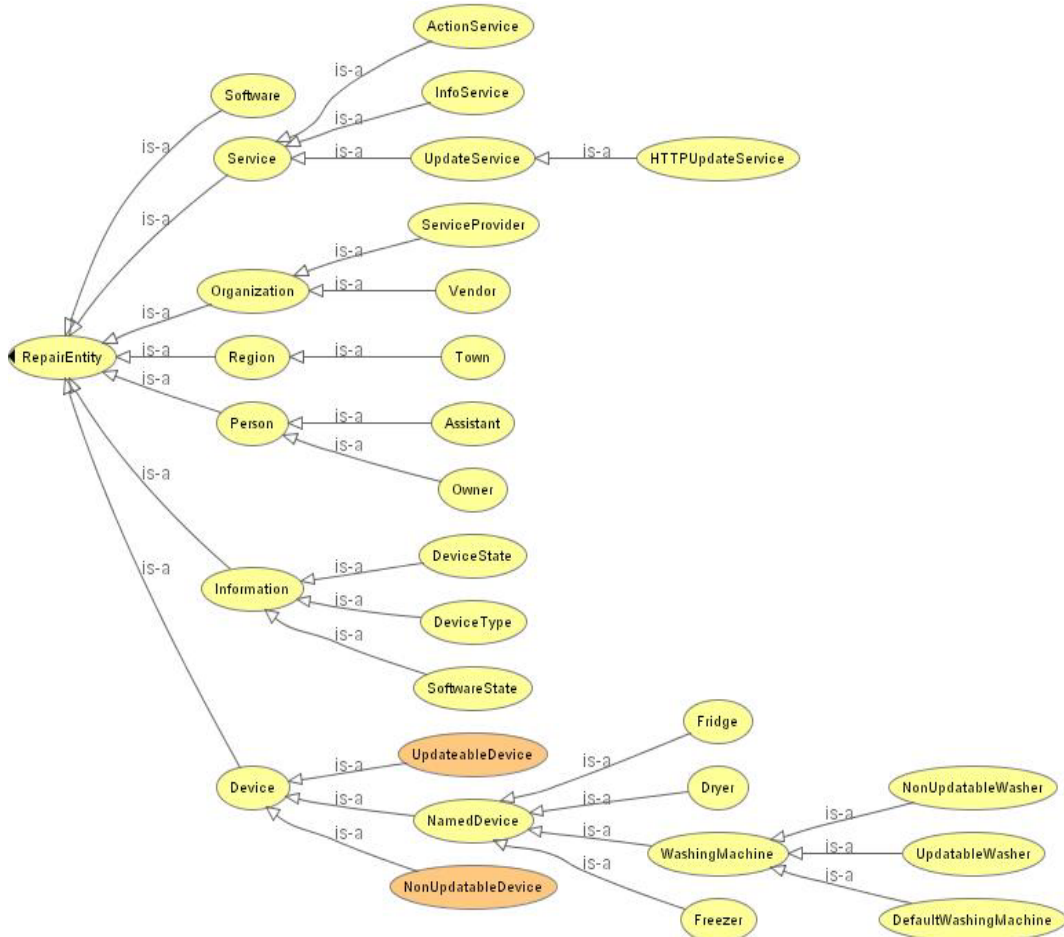 ActionService
is-a
Software
InfoService
is-a
is-a
Service
is-a
UpdateService
is-a
HTTPUpdateService
is-a
ServiceProvider
is-a
Organization
is-a
Vendor
is-a
RepairEntity
is-a
Region
is-a
Town
is-a
Person
is-a
Assistant
is-a
Owner
is-a
DeviceState
is-a
is-a
Information
is-a
DeviceType
is-a
SoftwareState
Fridge
UpdateableDevice
is-a
is-a
Device
is-a
NamedDevice
is-a
Dryer
NonUpdatableWasher
is-a
is-a
is-a
WashingMachine
is-a
UpdatableWasher
NonUpdatableDevice
is-a
is-a
Freezer
DefaultWashingMachine